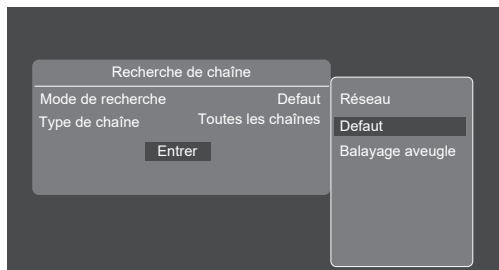 Recherche de chaîne
Mode de recherche Defaut
Type de chaîne Toutes les chaînes
Entrer
Réseau
Defaut
Balayage aveugle